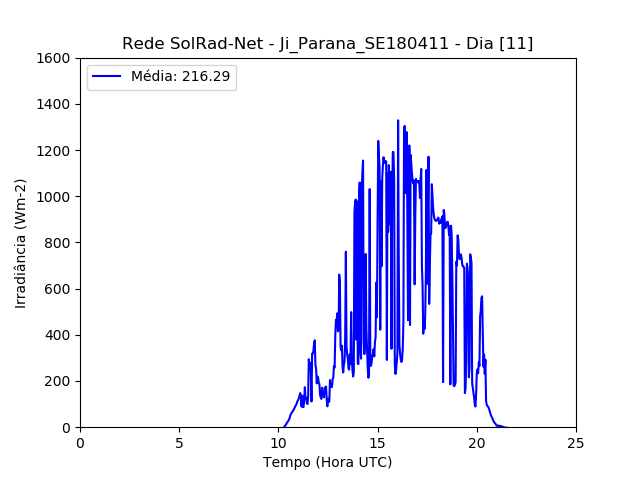 Rede SolRad-Net - Ji_Parana_SE180411 - Dia [11]
Média: 216.29
1600
1400
1200
1000
800
600
400
200
0
Irradiância (Wm-2)
0 5 10 15 20 25
Tempo (Hora UTC)